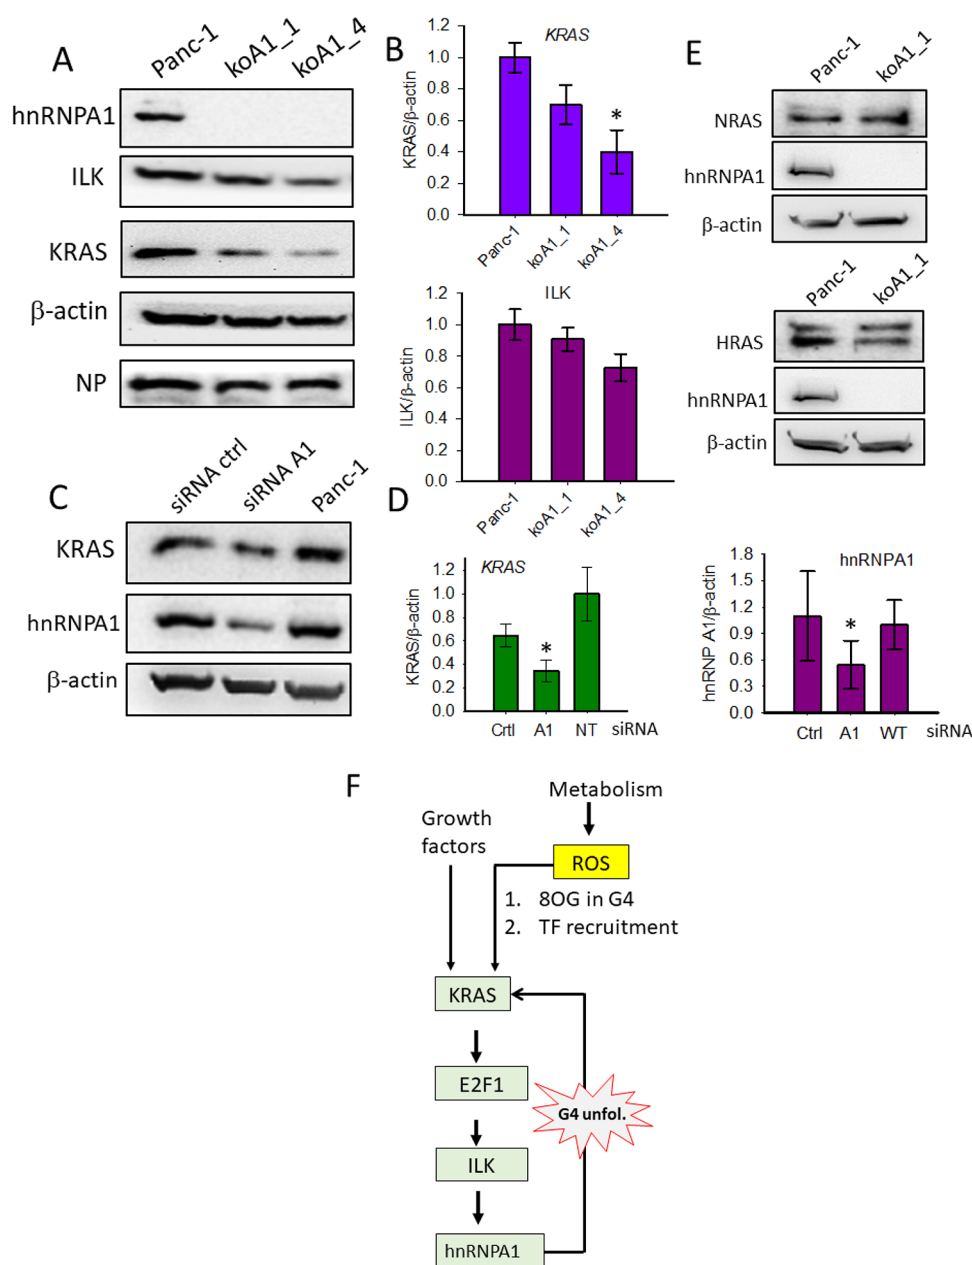 A
Panc-1
koA1_1
koA1_4
hnRNPA1
ILK
KRAS
β-actin
NP
B
KRAS
KRAS/β-actin
1.2
1.0
0.8
0.6
0.4
0.2
0.0
*
Panc-1
koA1_1
koA1_4
ILK
ILK/β-actin
1.2
1.0
0.8
0.6
0.4
0.2
0.0
Panc-1
koA1_1
koA1_4
C
siRNA ctrl
siRNA A1
Panc-1
KRAS
hnRNPA1
β-actin
D
KRAS
KRAS/β-actin
1.2
1.0
0.8
0.6
0.4
0.2
0.0
*
Crtl A1 NT siRNA
hnRNPA1
hnRNP A1/β-actin
1.8
1.5
1.2
0.9
0.6
0.3
0.0
*
Ctrl A1 WT siRNA
E
Panc-1
koA1_1
NRAS
hnRNPA1
β-actin
Panc-1
koA1_1
HRAS
hnRNPA1
β-actin
F
Metabolism
Growth
factors
ROS
1. 8OG in G4
2. TF recruitment
KRAS
E2F1
G4 unfol.
ILK
hnRNPA1